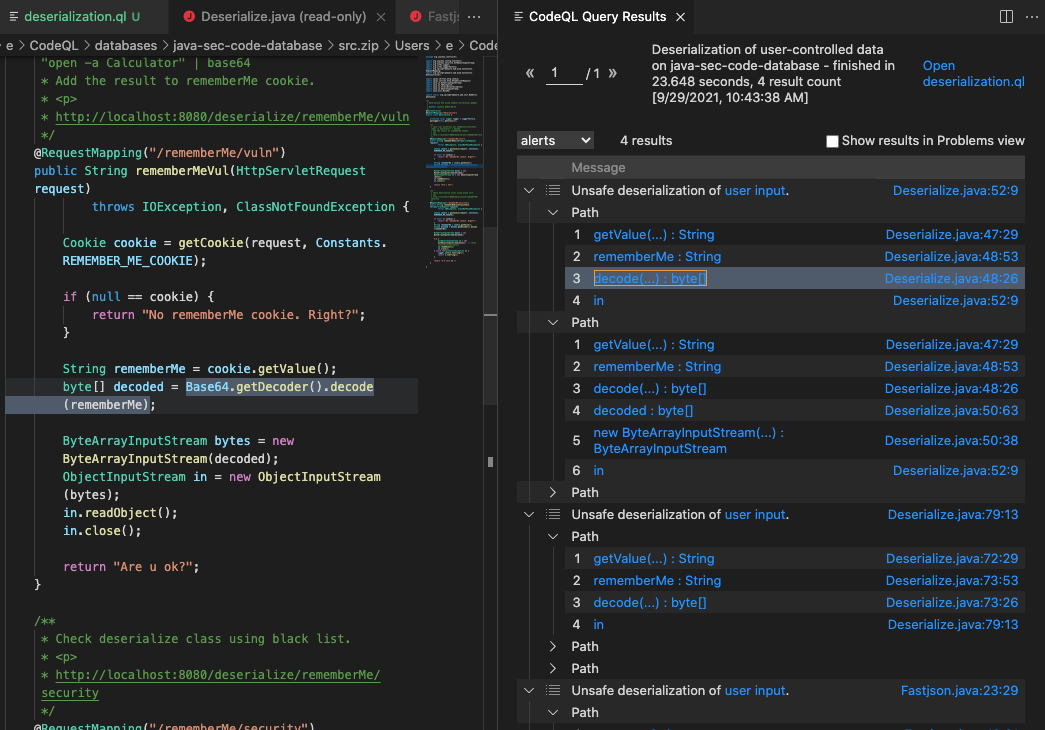 deserialization.ql U
Deserialize.java (read-only)
Fastj
CodeQL Query Results
e > CodeQL > databases > java-sec-code-database > src.zip > Users > e > Code
"open -a Calculator" | base64
* Add the result to rememberMe cookie.
* <p>
* http://localhost:8080/deserialize/rememberMe/vuln
*/
@RequestMapping("/rememberMe/vuln")
public String rememberMeVul(HttpServletRequest
request)
throws IOException, ClassNotFoundException {
Cookie cookie = getCookie(request, Constants.
REMEMBER_ME_COOKIE);
if (null == cookie) {
return "No rememberMe cookie. Right?";
}
String rememberMe = cookie.getValue();
byte[] decoded = Base64.getDecoder().decode
(rememberMe);
ByteArrayInputStream bytes = new
ByteArrayInputStream(decoded);
ObjectInputStream in = new ObjectInputStream
(bytes);
in.readObject();
in.close();
return "Are u ok?";
}
/**
* Check deserialize class using black list.
* <p>
* http://localhost:8080/deserialize/rememberMe/
security
*/
@RequestMapping("/rememberMe/security")
« 1 / 1 »
Deserialization of user-controlled data
on java-sec-code-database - finished in
23.648 seconds, 4 result count
[9/29/2021, 10:43:38 AM]
Open
deserialization.ql
alerts
4 results
Show results in Problems view
Message
Unsafe deserialization of user input. Deserialize.java:52:9
Path
1 getValue(...) : String Deserialize.java:47:29
2 rememberMe : String Deserialize.java:48:53
3 decode(...) : byte[] Deserialize.java:48:26
4 in Deserialize.java:52:9
Path
1 getValue(...) : String Deserialize.java:47:29
2 rememberMe : String Deserialize.java:48:53
3 decode(...) : byte[] Deserialize.java:48:26
4 decoded : byte[] Deserialize.java:50:63
5 new ByteArrayInputStream(...) :
ByteArrayInputStream Deserialize.java:50:38
6 in Deserialize.java:52:9
Path
Unsafe deserialization of user input. Deserialize.java:79:13
Path
1 getValue(...) : String Deserialize.java:72:29
2 rememberMe : String Deserialize.java:73:53
3 decode(...) : byte[] Deserialize.java:73:26
4 in Deserialize.java:79:13
Path
Path
Unsafe deserialization of user input. Fastjson.java:23:29
Path